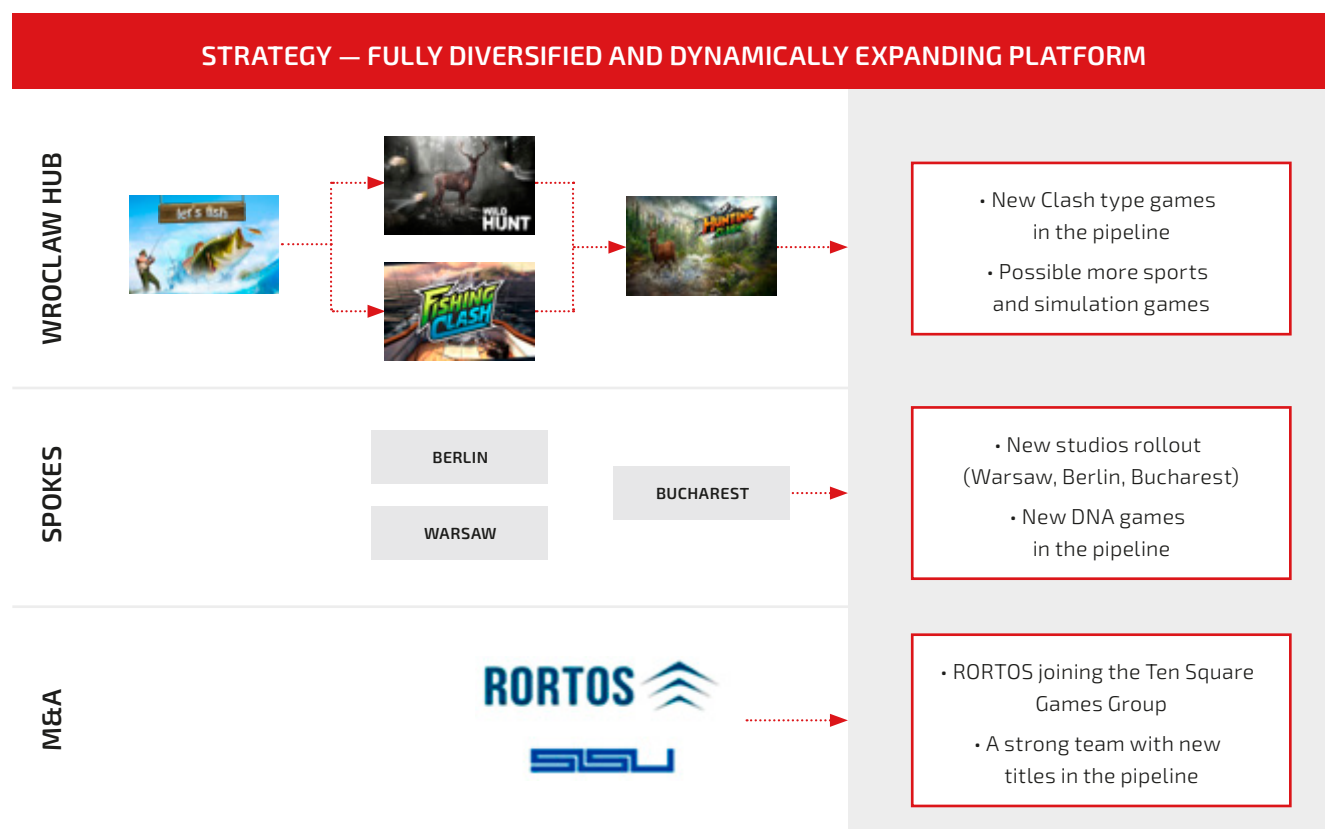 STRATEGY — FULLY DIVERSIFIED AND DYNAMICALLY EXPANDING PLATFORM
WROCLAW HUB
let's fish
WILD
HUNT
FISHING
CLASH
HUNTING
• New Clash type games
in the pipeline
• Possible more sports
and simulation games
SPOKES
BERLIN
WARSAW
BUCHAREST
• New studios rollout
(Warsaw, Berlin, Bucharest)
• New DNA games
in the pipeline
M&A
RORTOS
SISU
• RORTOS joining the Ten Square
Games Group
• A strong team with new
titles in the pipeline